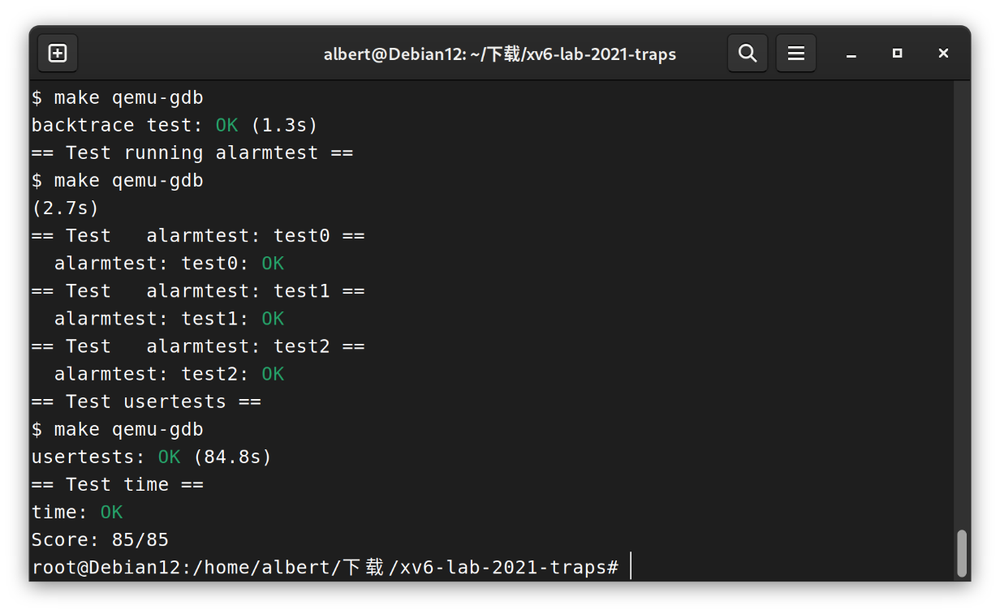 albert@Debian12: ~/下载/xv6-lab-2021-traps
$ make qemu-gdb
backtrace test: OK (1.3s)
== Test running alarmtest ==
$ make qemu-gdb
(2.7s)
== Test   alarmtest: test0 ==
  alarmtest: test0: OK
== Test   alarmtest: test1 ==
  alarmtest: test1: OK
== Test   alarmtest: test2 ==
  alarmtest: test2: OK
== Test usertests ==
$ make qemu-gdb
usertests: OK (84.8s)
== Test time ==
time: OK
Score: 85/85
root@Debian12:/home/albert/下载/xv6-lab-2021-traps#